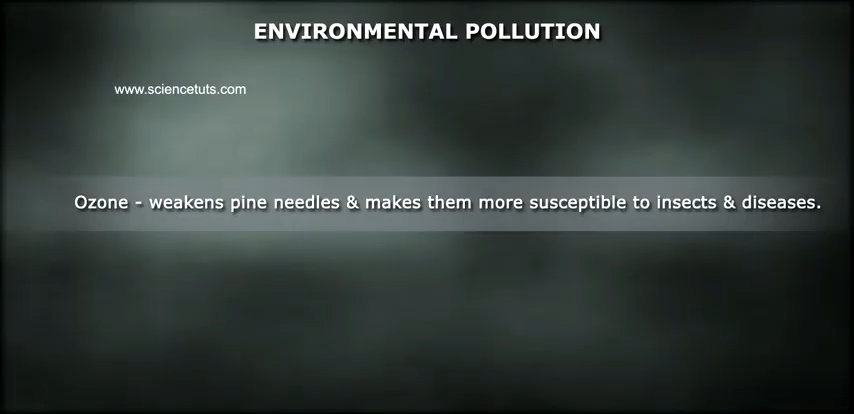 ENVIRONMENTAL POLLUTION
www.sciencetuts.com
Ozone - weakens pine needles & makes them more susceptible to insects & diseases.